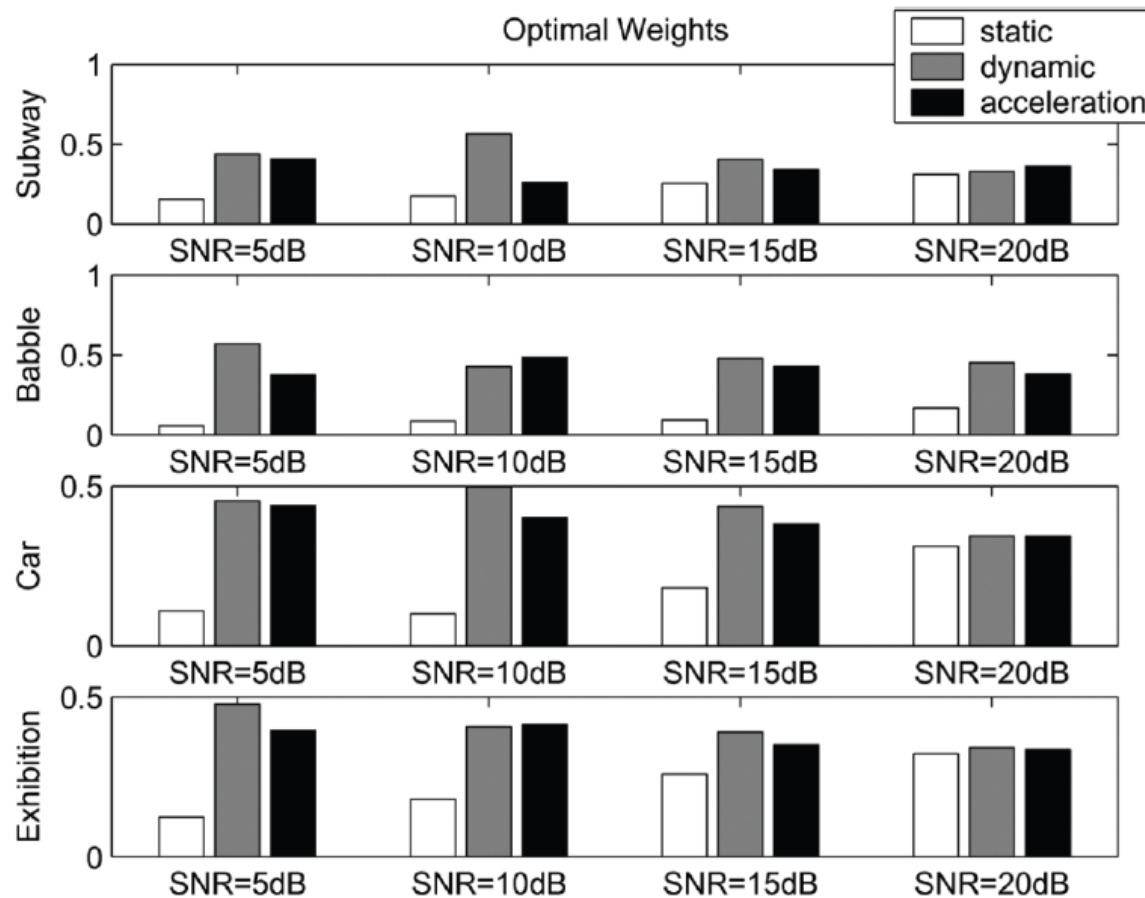 Optimal Weights
static
dynamic
acceleration
Subway
1
0.5
0
SNR=5dB SNR=10dB SNR=15dB SNR=20dB
Babble
1
0.5
0
SNR=5dB SNR=10dB SNR=15dB SNR=20dB
Car
0.5
0
SNR=5dB SNR=10dB SNR=15dB SNR=20dB
Exhibition
0.5
0
SNR=5dB SNR=10dB SNR=15dB SNR=20dB